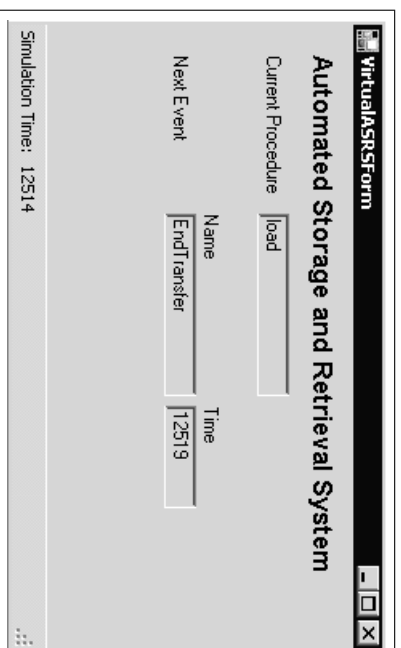 VirtualASRSForm
Automated Storage and Retrieval System
Current Procedure load
Name Time
Next Event EndTransfer 12519
Simulation Time: 12514